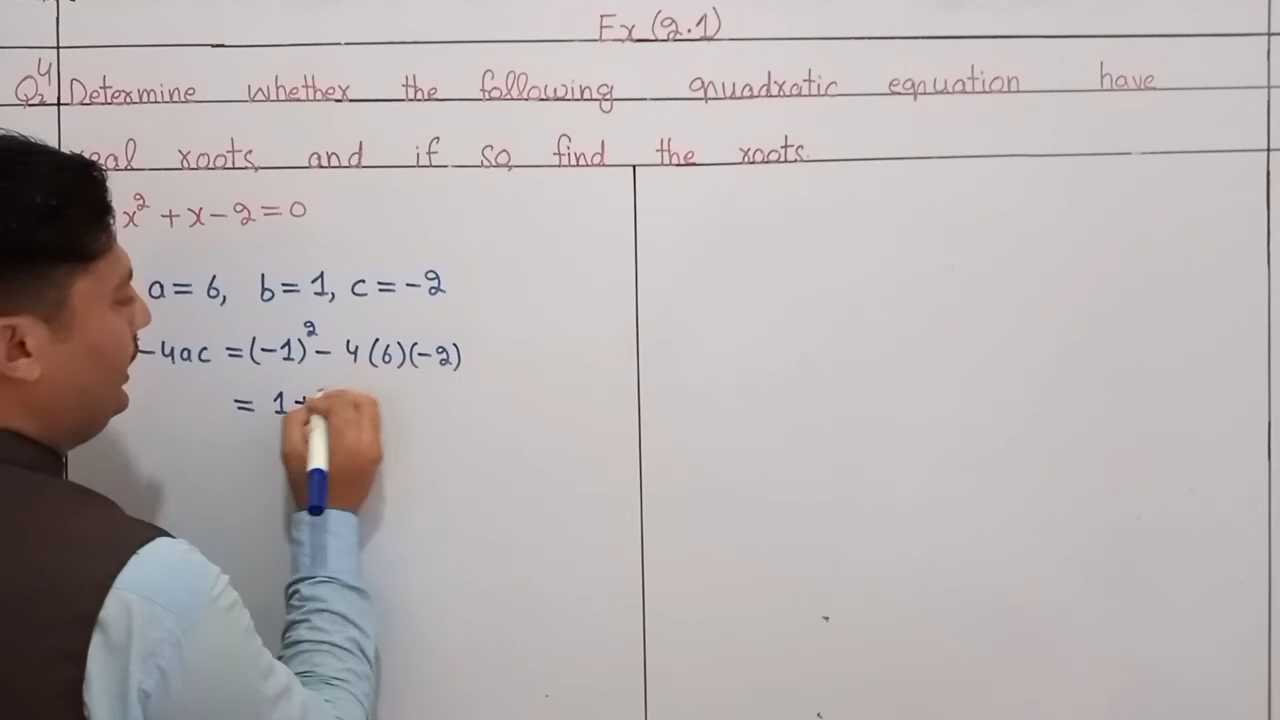 Ex (2.1)
Q4 Determine whether the following quadratic equation have
real roots, and if so, find the roots.
x² + x - 2 = 0
a = 6, b = 1, c = -2
-4ac = (-1)² - 4(6)(-2)
= 1+